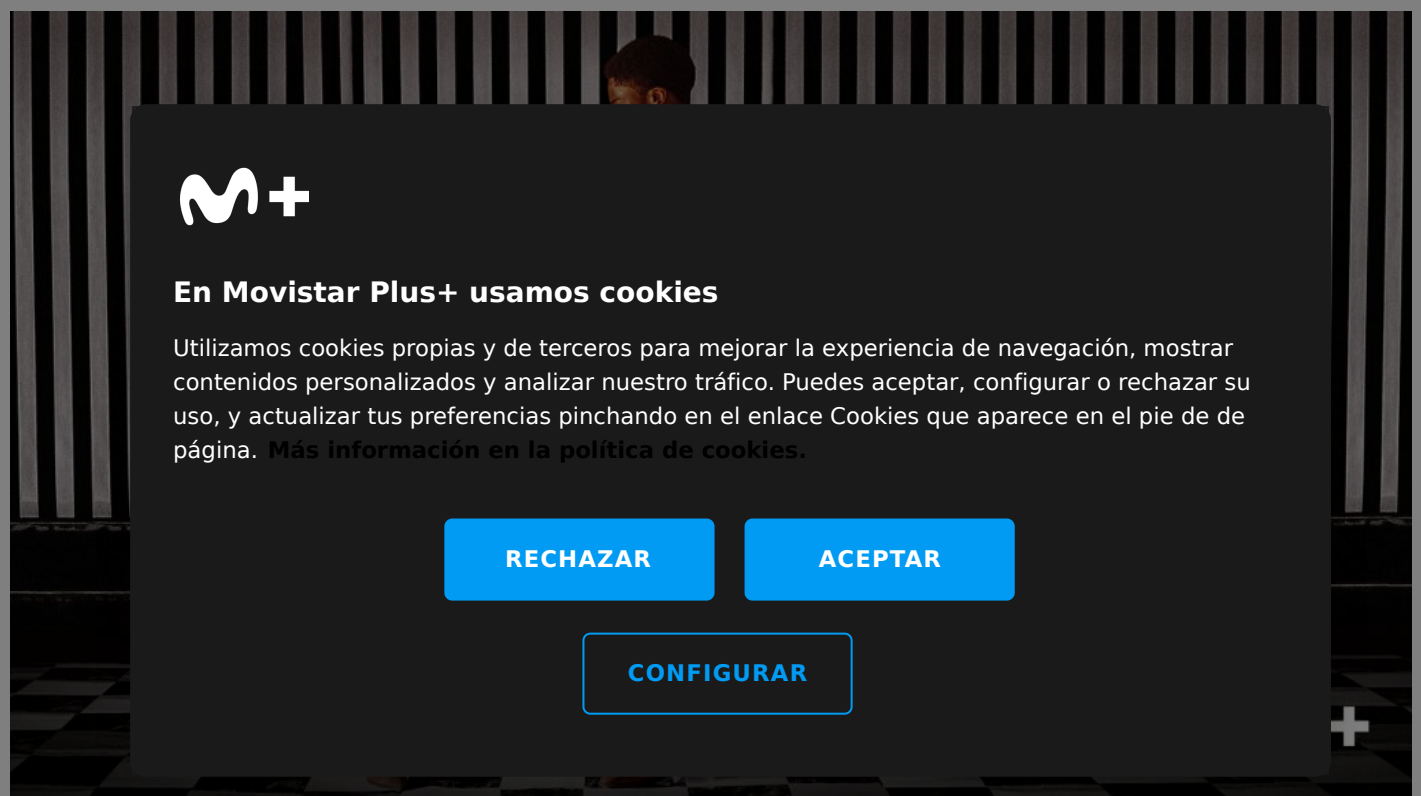 M+
En Movistar Plus+ usamos cookies
Utilizamos cookies propias y de terceros para mejorar la experiencia de navegación, mostrar
contenidos personalizados y analizar nuestro tráfico. Puedes aceptar, configurar o rechazar su
uso, y actualizar tus preferencias pinchando en el enlace Cookies que aparece en el pie de de
página. Más información en la política de cookies.
RECHAZAR ACEPTAR
CONFIGURAR
+